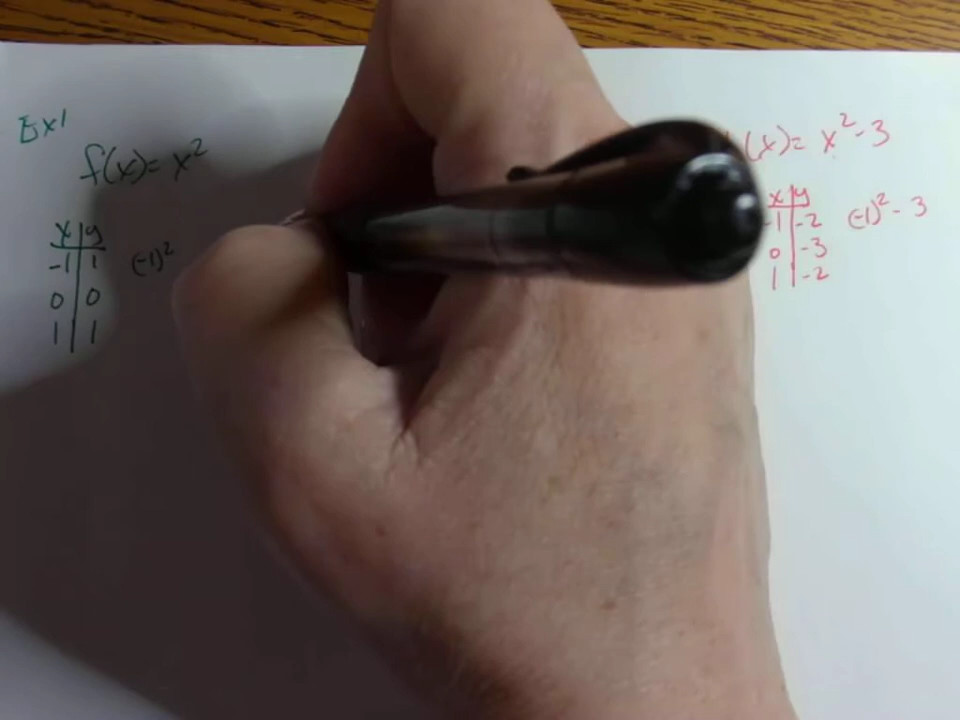 Ex1
f(x)= x²
x y
-1 1 (-1)²
0 0
1 1
(x)= x²-3
x y
-1 -2 (-1)² - 3
0 -3
1 -2